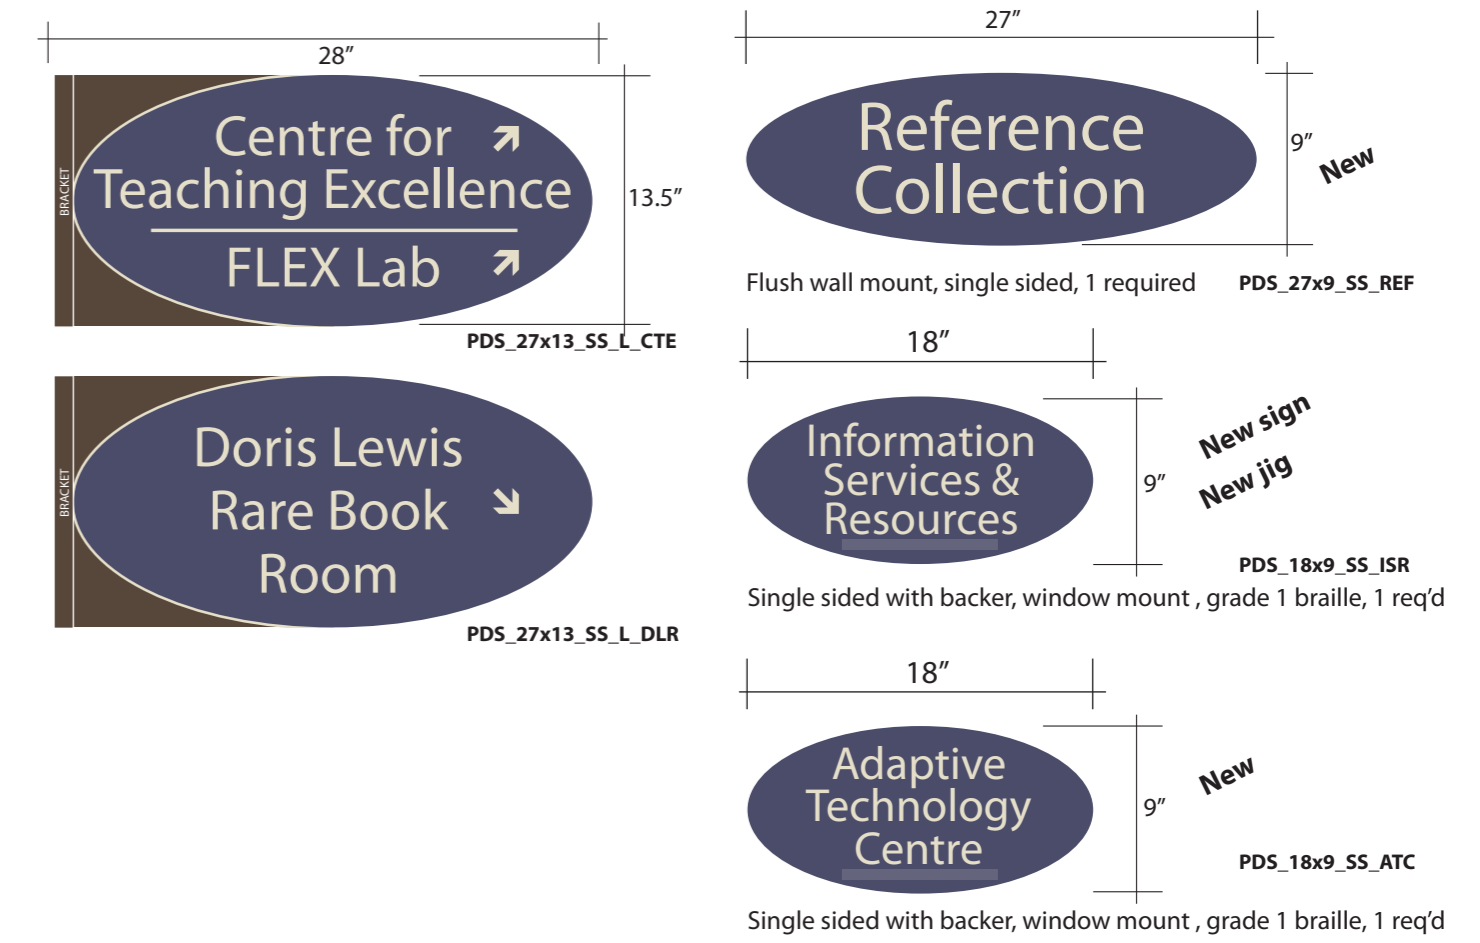 28”
BRACKET
Centre for
Teaching Excellence
FLEX Lab
13.5”
PDS_27x13_SS_L_CTE
BRACKET
Doris Lewis
Rare Book
Room
PDS_27x13_SS_L_DLR
27”
Reference
Collection
9”
New
Flush wall mount, single sided, 1 required
PDS_27x9_SS_REF
18”
Information
Services &
Resources
9”
New sign
New jig
PDS_18x9_SS_ISR
Single sided with backer, window mount , grade 1 braille, 1 req’d
18”
Adaptive
Technology
Centre
9”
New
PDS_18x9_SS_ATC
Single sided with backer, window mount , grade 1 braille, 1 req’d